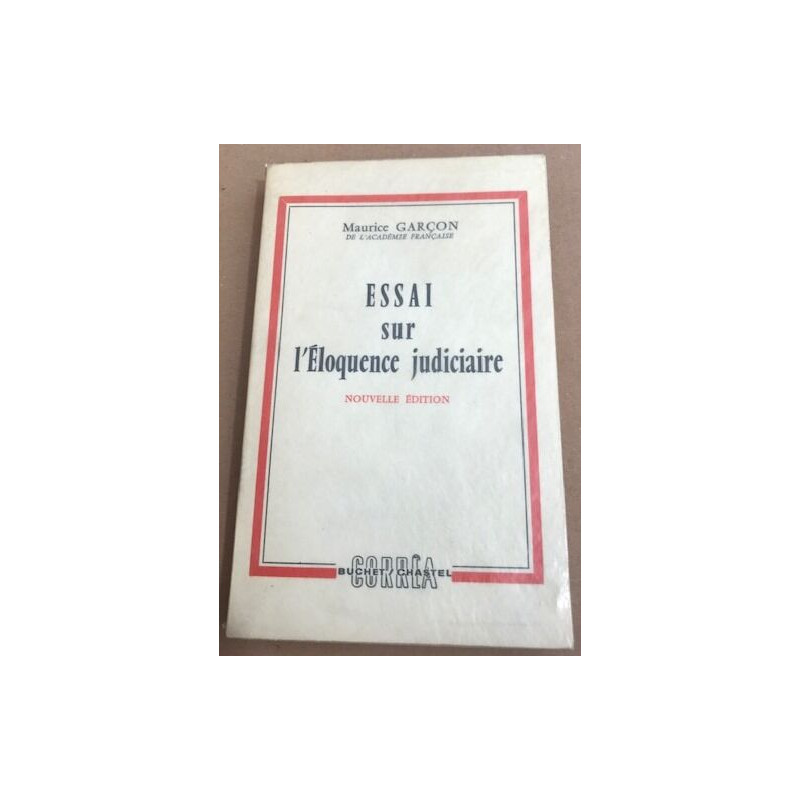 Maurice GARÇON
DE L'ACADÉMIE FRANÇAISE
ESSAI
sur
l'Éloquence judiciaire
NOUVELLE ÉDITION
CORRÊA
BUCHET/CHASTEL